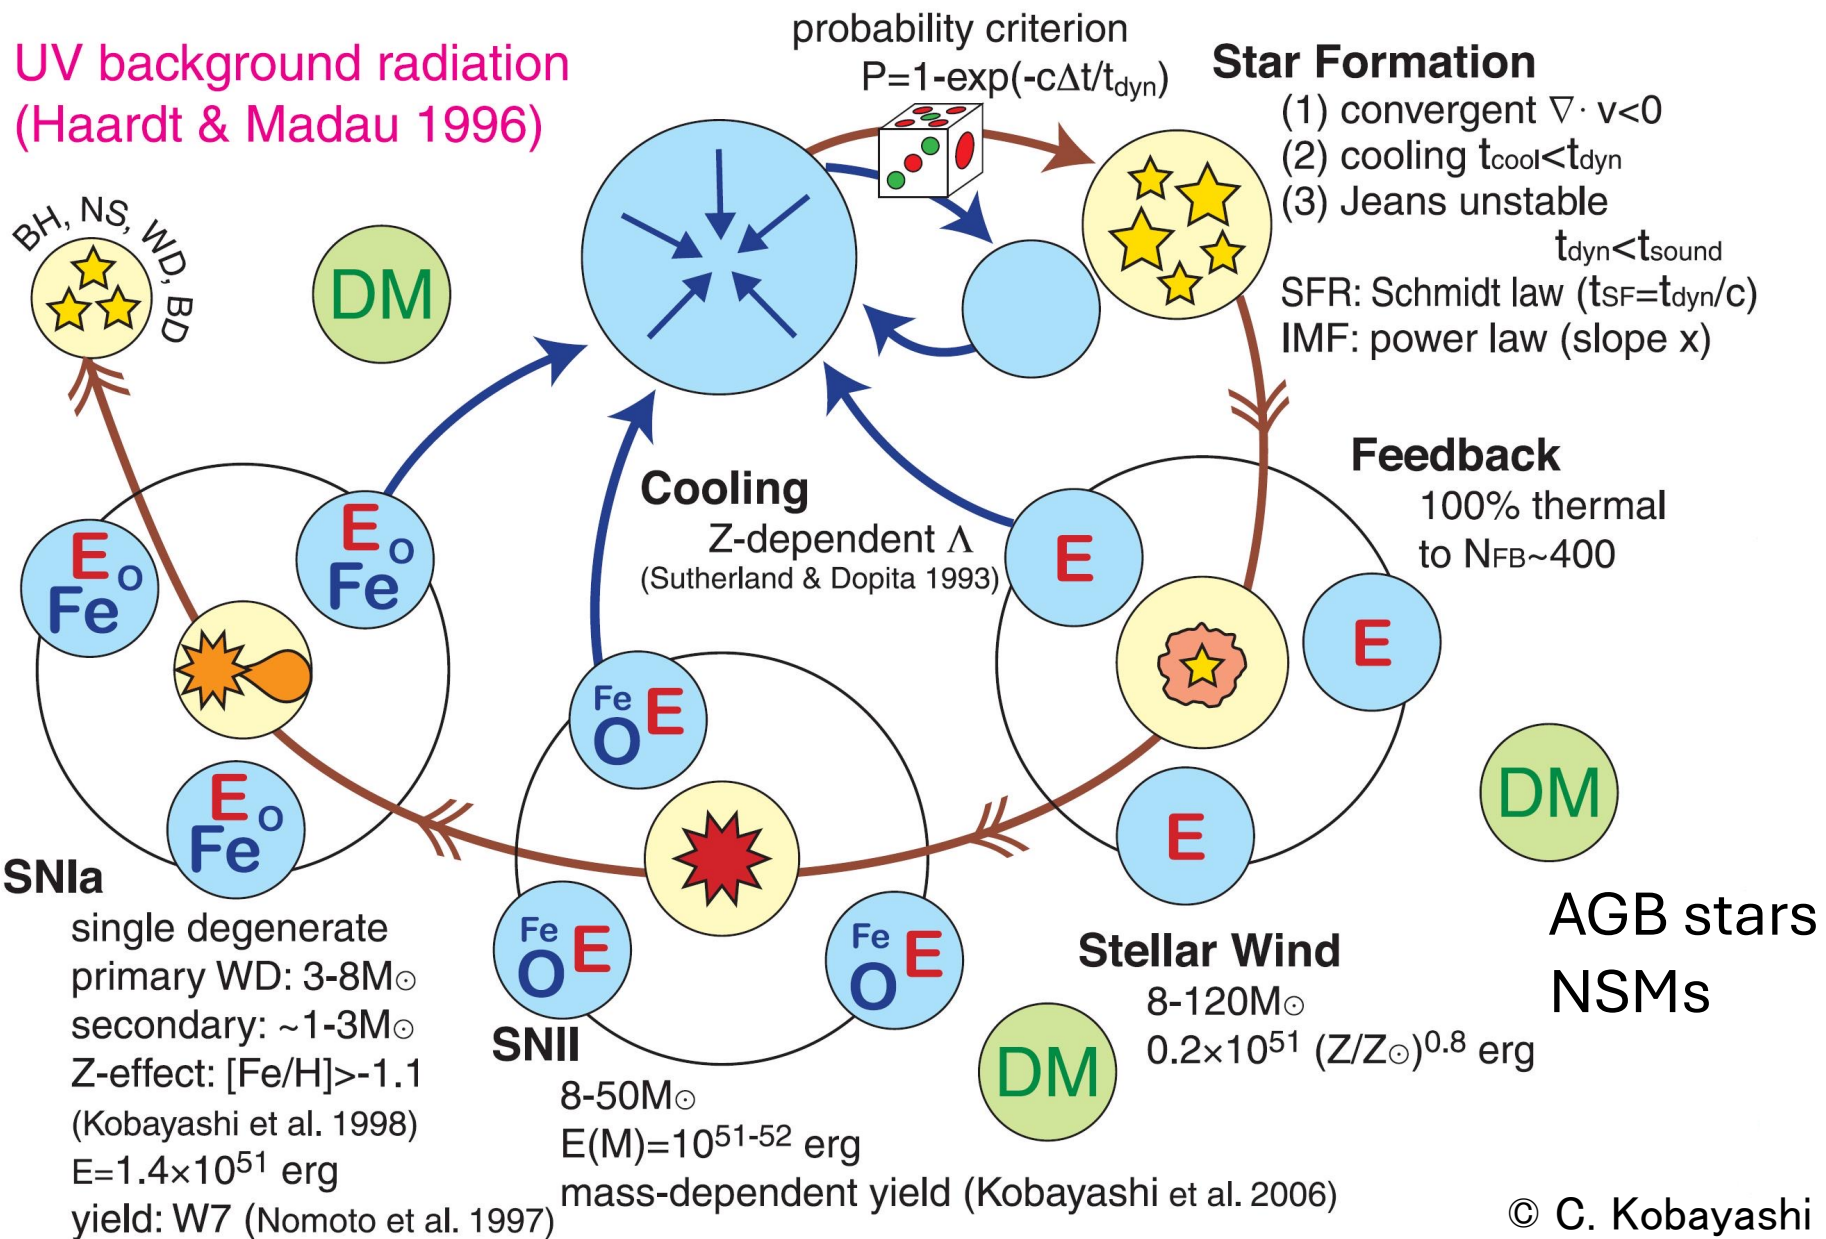 UV background radiation
(Haardt & Madau 1996)
probability criterion
P=1-exp(-cΔt/tdyn)
Star Formation
(1) convergent ∇· v<0
(2) cooling tcool<tdyn
(3) Jeans unstable
tdyn<tsound
SFR: Schmidt law (tSF=tdyn/c)
IMF: power law (slope x)
BH, NS, WD, BD
DM
Feedback
100% thermal
to NFB~400
Cooling
Z-dependent Λ
(Sutherland & Dopita 1993)
E O
Fe
E O
Fe
E O
Fe
Fe E
O
Fe E
O
Fe E
O
E
E
E
DM
DM
AGB stars
NSMs
SNIa
single degenerate
primary WD: 3-8M☉
secondary: ~1-3M☉
Z-effect: [Fe/H]>-1.1
(Kobayashi et al. 1998)
E=1.4×10⁵¹ erg
yield: W7 (Nomoto et al. 1997)
SNII
8-50M☉
E(M)=10⁵¹⁻⁵² erg
mass-dependent yield (Kobayashi et al. 2006)
Stellar Wind
8-120M☉
0.2×10⁵¹ (Z/Z☉)⁰·⁸ erg
© C. Kobayashi